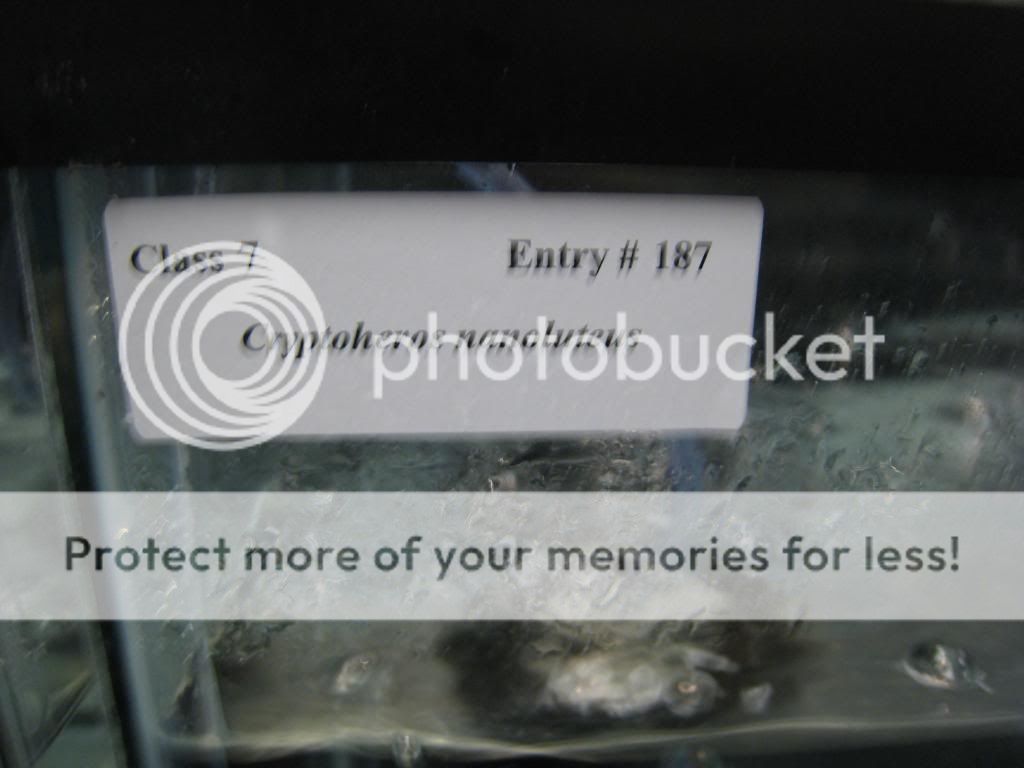 Class 7 Entry # 187
Cryptoheros nanoluteus
photobucket
Protect more of your memories for less!